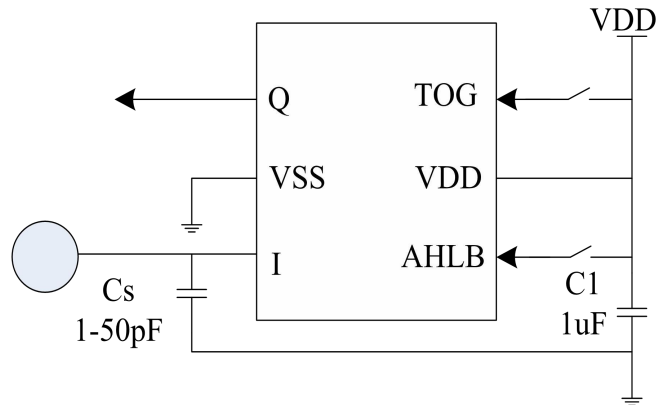 VDD
Q
TOG
VSS
VDD
I
AHLB
Cs
1-50pF
C1
1uF